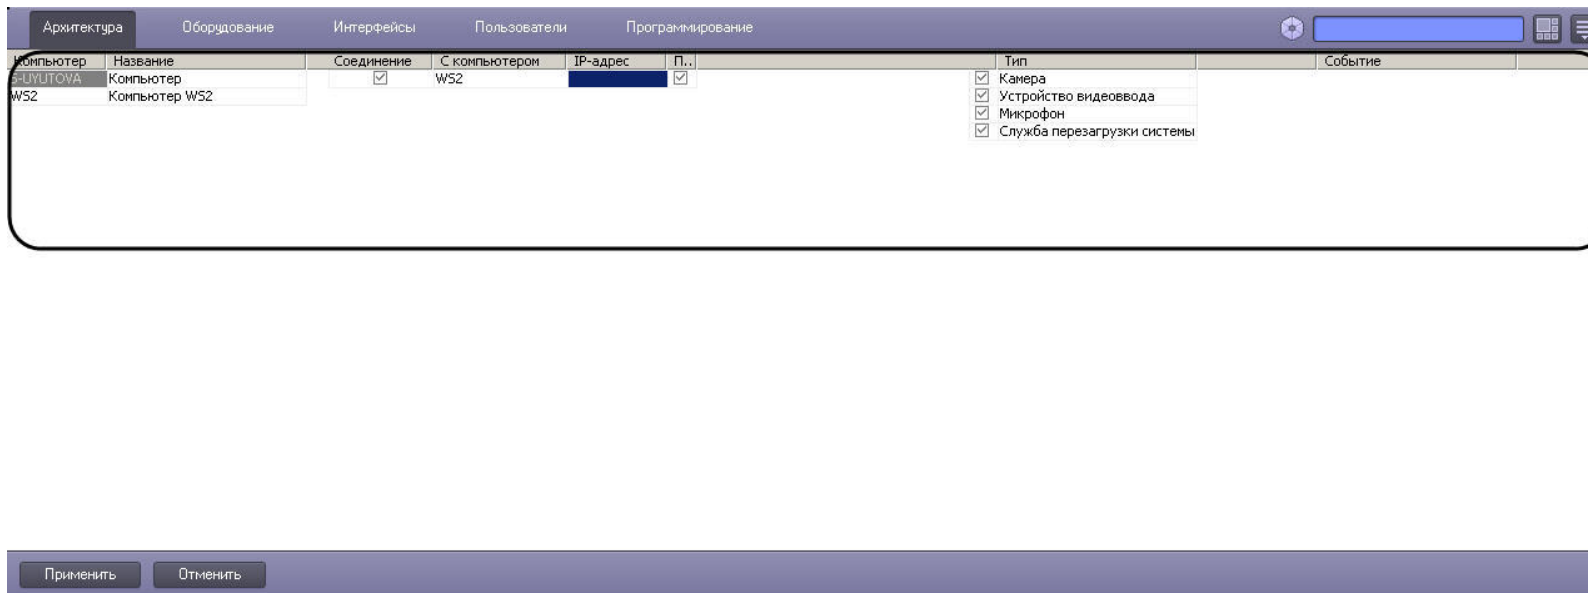 Архитектура Оборудование Интерфейсы Пользователи Программирование
Компьютер Название Соединение С компьютером IP-адрес П.. Тип Событие
S-UYUTOVA Компьютер WS2 Камера
WS2 Компьютер WS2 Устройство видеоввода
Микрофон
Служба перезагрузки системы
Применить Отменить